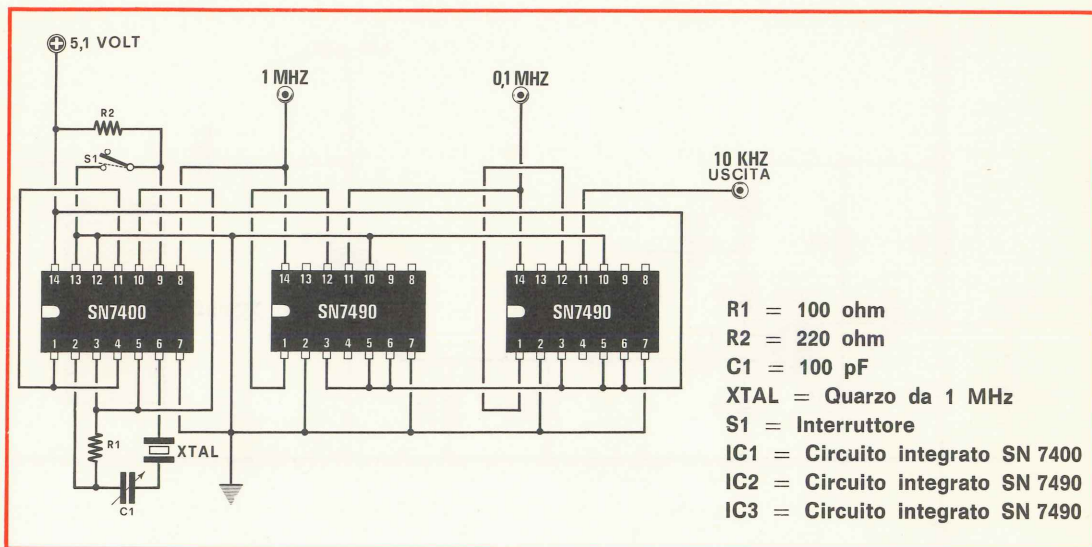 5,1 VOLT
1 MHZ
0,1 MHZ
10 KHZ
USCITA
R2
S1
14 13 12 11 10 9 8
SN7400
1 2 3 4 5 6 7
14 13 12 11 10 9 8
SN7490
1 2 3 4 5 6 7
14 13 12 11 10 9 8
SN7490
1 2 3 4 5 6 7
R1
XTAL
C1
R1 = 100 ohm
R2 = 220 ohm
C1 = 100 pF
XTAL = Quarzo da 1 MHz
S1 = Interruttore
IC1 = Circuito integrato SN 7400
IC2 = Circuito integrato SN 7490
IC3 = Circuito integrato SN 7490